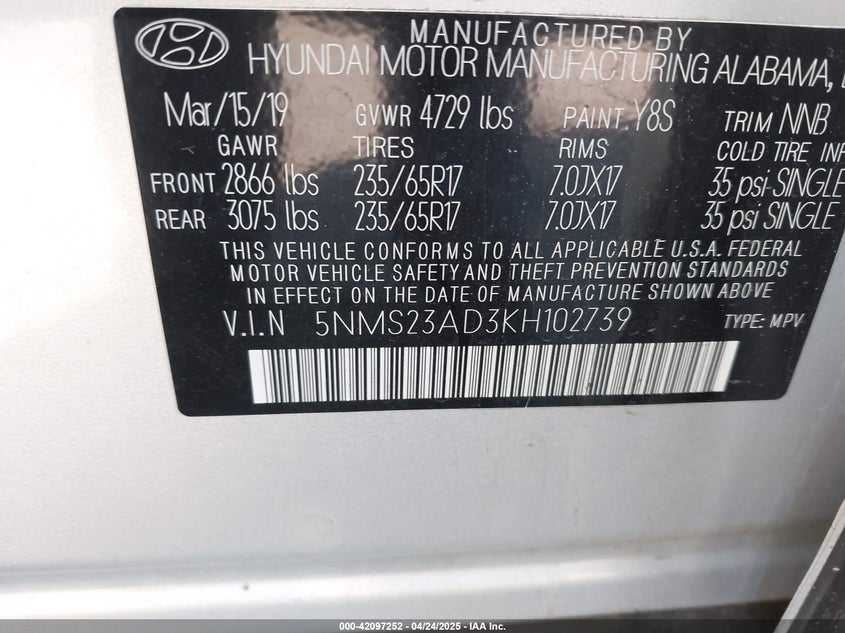 MANUFACTURED BY
HYUNDAI MOTOR MANUFACTURING ALABAMA,
Mar/15/19 GVWR 4729 lbs PAINT: Y8S TRIM NNB
GAWR TIRES RIMS COLD TIRE INF
FRONT 2866 lbs 235/65R17 7.0JX17 35 psi-SINGLE
REAR 3075 lbs 235/65R17 7.0JX17 35 psi SINGLE
THIS VEHICLE CONFORMS TO ALL APPLICABLE U.S.A. FEDERAL
MOTOR VEHICLE SAFETY AND THEFT PREVENTION STANDARDS
IN EFFECT ON THE DATE OF MANUFACTURE SHOWN ABOVE
V.I.N 5NMS23AD3KH102739 TYPE: MPV
000-42097252 | 04/24/2025 - IAA Inc.